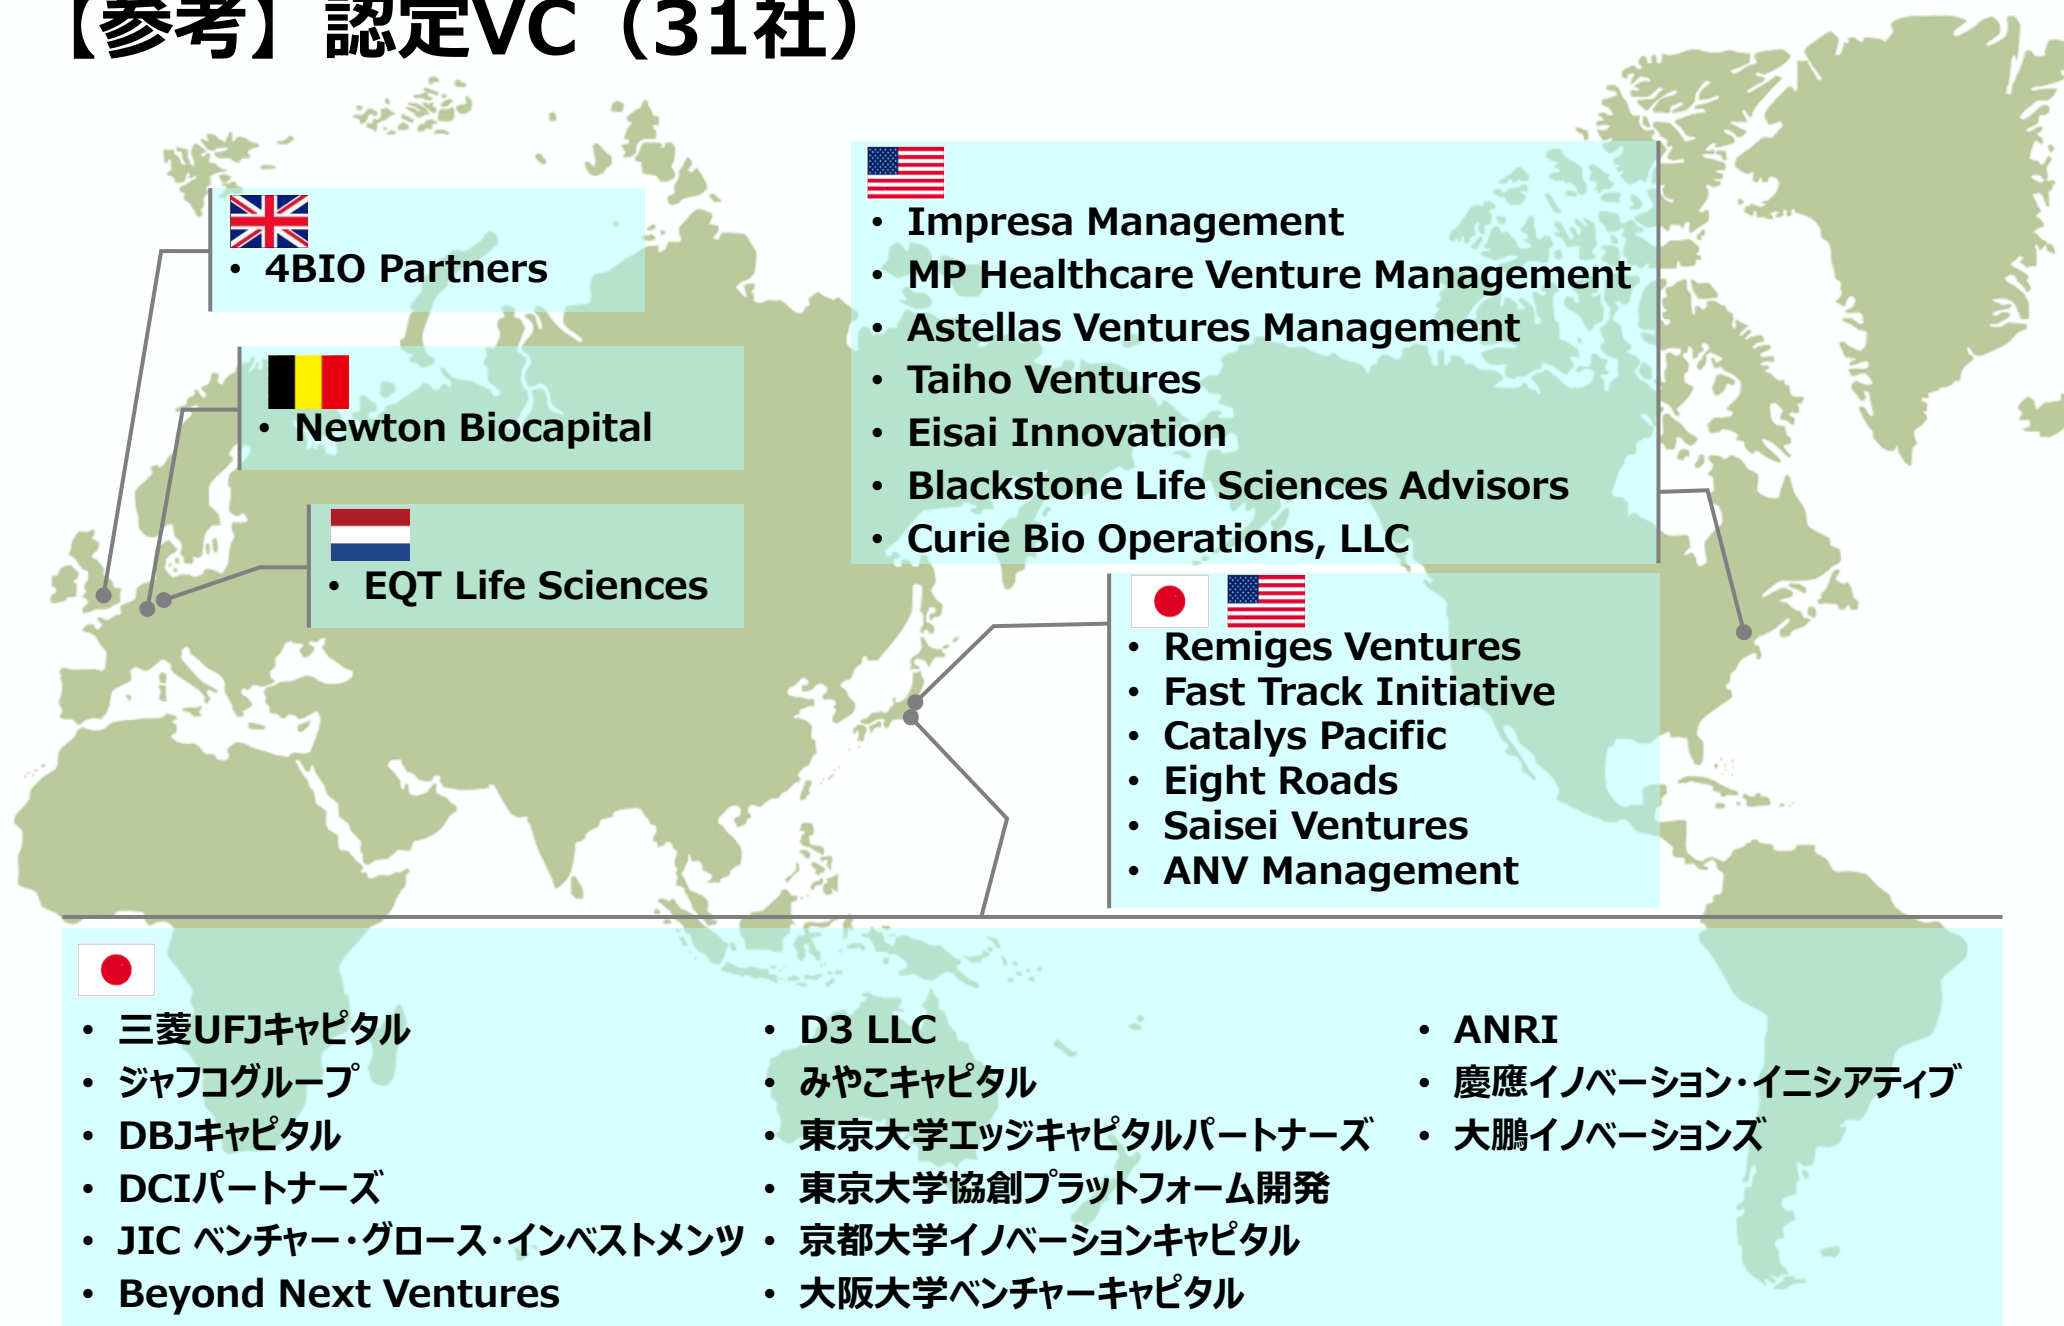 【参考】認定VC（31社）
• 4BIO Partners
• Newton Biocapital
• EQT Life Sciences
• Impresa Management
• MP Healthcare Venture Management
• Astellas Ventures Management
• Taiho Ventures
• Eisai Innovation
• Blackstone Life Sciences Advisors
• Curie Bio Operations, LLC
• Remiges Ventures
• Fast Track Initiative
• Catalys Pacific
• Eight Roads
• Saisei Ventures
• ANV Management
• 三菱UFJキャピタル
• ジャフコグループ
• DBJキャピタル
• DCIパートナーズ
• JIC ベンチャー・グロース・インベストメンツ
• Beyond Next Ventures
• D3 LLC
• みやこキャピタル
• 東京大学エッジキャピタルパートナーズ
• 東京大学協創プラットフォーム開発
• 京都大学イノベーションキャピタル
• 大阪大学ベンチャーキャピタル
• ANRI
• 慶應イノベーション・イニシアティブ
• 大鵬イノベーションズ